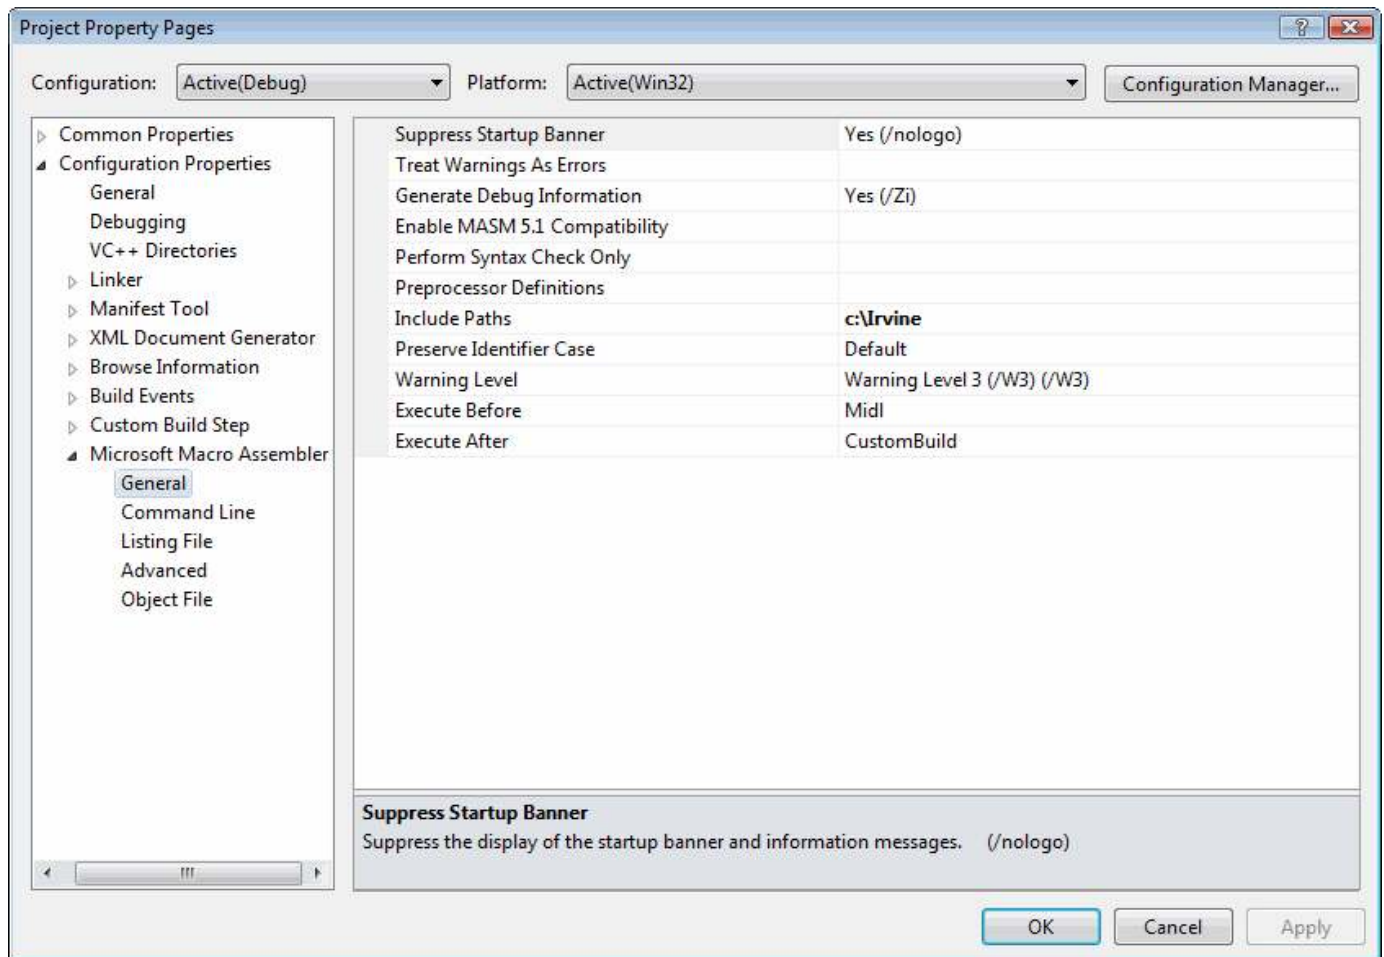 Project Property Pages
Configuration: Active(Debug) Platform: Active(Win32) Configuration Manager...
Common Properties
Configuration Properties
General
Debugging
VC++ Directories
Linker
Manifest Tool
XML Document Generator
Browse Information
Build Events
Custom Build Step
Microsoft Macro Assembler
General
Command Line
Listing File
Advanced
Object File
Suppress Startup Banner Yes (/nologo)
Treat Warnings As Errors
Generate Debug Information Yes (/Zi)
Enable MASM 5.1 Compatibility
Perform Syntax Check Only
Preprocessor Definitions
Include Paths c:\Irvine
Preserve Identifier Case Default
Warning Level Warning Level 3 (/W3) (/W3)
Execute Before Midl
Execute After CustomBuild
Suppress Startup Banner
Suppress the display of the startup banner and information messages. (/nologo)
OK Cancel Apply